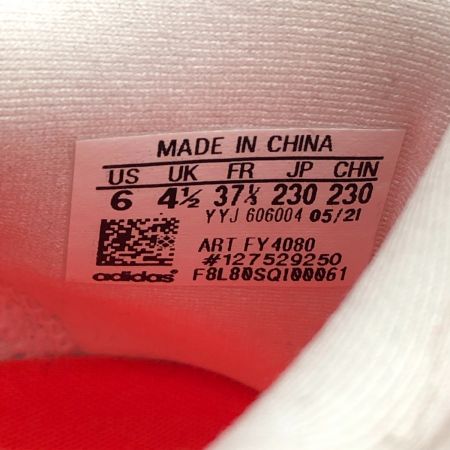 MADE IN CHINA
US UK FR JP CHN
6 4½ 37⅓ 230 230
YYJ 606004 05/21
ART FY4080
#127529250
adidas F8L80SQI00061